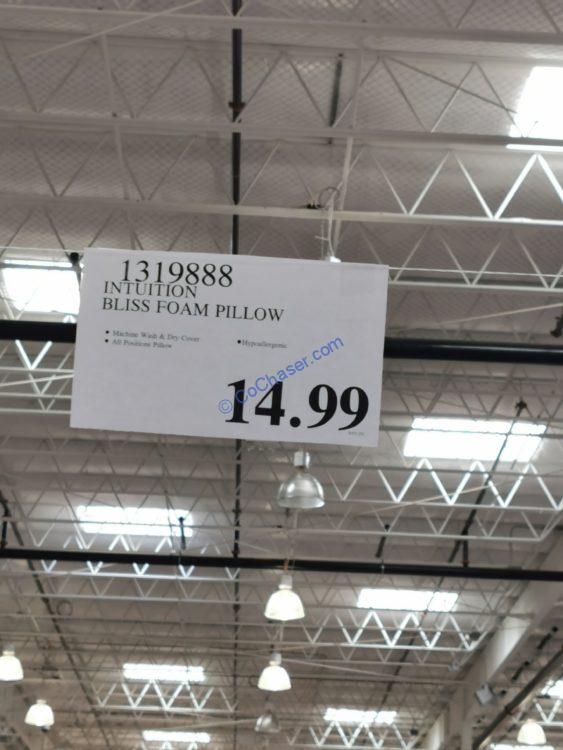 1319888
INTUITION
BLISS FOAM PILLOW
• Machine Wash & Dry Cover
• All Positions Pillow
• Hypoallergenic
© CoChaser.com
14.99